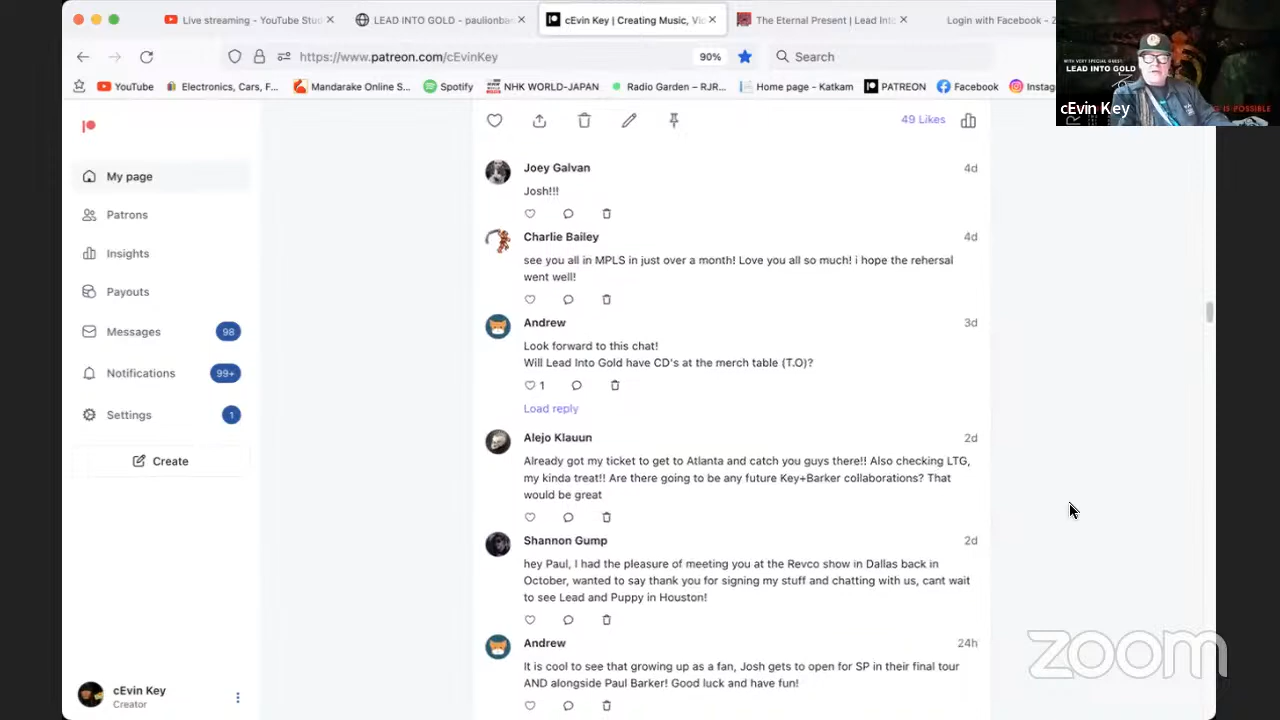 Live streaming - YouTube Stu
LEAD INTO GOLD - paulionbar
cEvin Key | Creating Music, Vi
The Eternal Present | Lead Into
Login with Facebook - Z
https://www.patreon.com/cEvinKey
90%
Search
YouTube
Electronics, Cars, F...
Mandarake Online S...
Spotify
NHK WORLD-JAPAN
Radio Garden – RJR...
Home page - Katkam
PATREON
Facebook
Instag
WITH VERY SPECIAL GUEST:
LEAD INTO GOLD
IS POSSIBLE
cEvin Key
My page
Patrons
Insights
Payouts
Messages 98
Notifications 99+
Settings 1
Create
cEvin Key
Creator
49 Likes
Joey Galvan 4d
Josh!!!
Charlie Bailey 4d
see you all in MPLS in just over a month! Love you all so much! i hope the rehersal
went well!
Andrew 3d
Look forward to this chat!
Will Lead Into Gold have CD's at the merch table (T.O)?
1
Load reply
Alejo Klauun 2d
Already got my ticket to get to Atlanta and catch you guys there!! Also checking LTG,
my kinda treat!! Are there going to be any future Key+Barker collaborations? That
would be great
Shannon Gump 2d
hey Paul, I had the pleasure of meeting you at the Revco show in Dallas back in
October, wanted to say thank you for signing my stuff and chatting with us, cant wait
to see Lead and Puppy in Houston!
Andrew 24h
It is cool to see that growing up as a fan, Josh gets to open for SP in their final tour
AND alongside Paul Barker! Good luck and have fun!
zoom